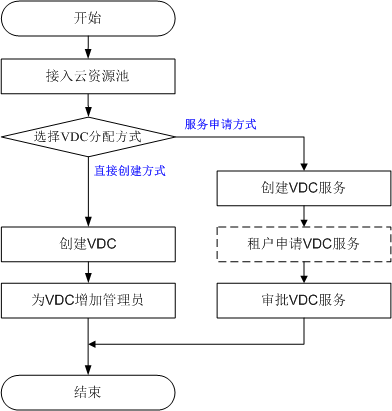 开始
接入云资源池
选择VDC分配方式
服务申请方式
直接创建方式
创建VDC服务
创建VDC
租户申请VDC服务
为VDC增加管理员
审批VDC服务
结束